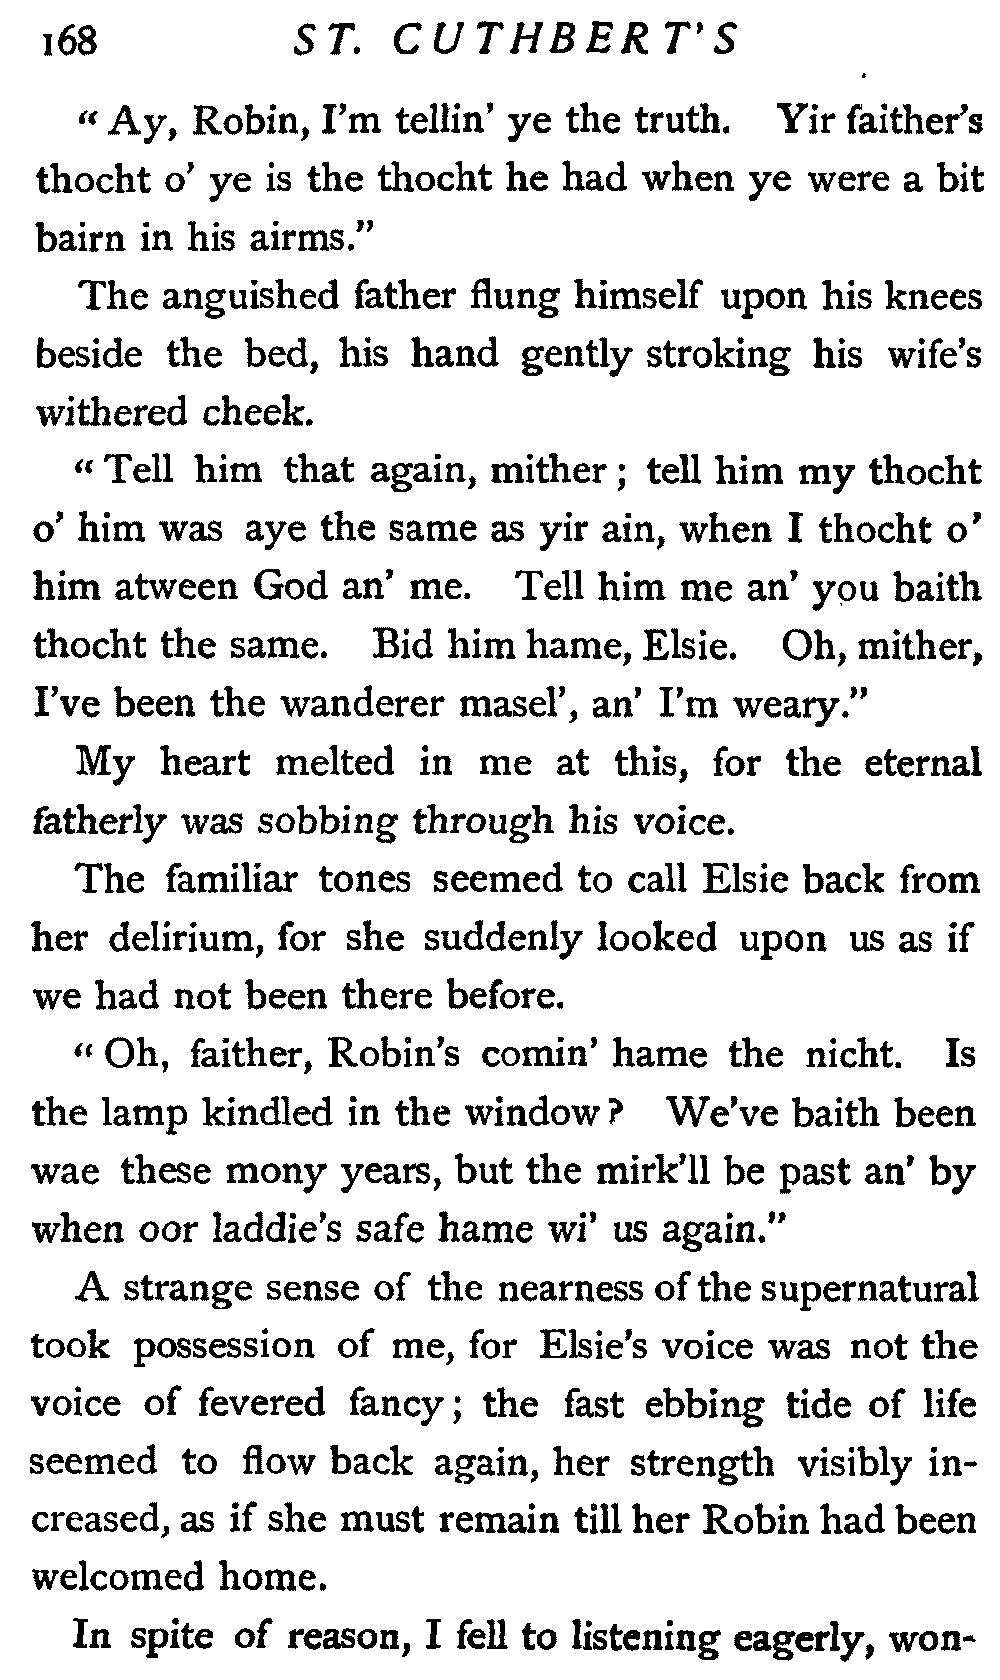 168 ST. CUTHBERT'S
“Ay, Robin, I'm tellin' ye the truth. Yir faither's
thocht o' ye is the thocht he had when ye were a bit
bairn in his airms.”
The anguished father flung himself upon his knees
beside the bed, his hand gently stroking his wife's
withered cheek.
“Tell him that again, mither; tell him my thocht
o' him was aye the same as yir ain, when I thocht o'
him atween God an' me. Tell him me an' you baith
thocht the same. Bid him hame, Elsie. Oh, mither,
I've been the wanderer masel', an' I'm weary.”
My heart melted in me at this, for the eternal
fatherly was sobbing through his voice.
The familiar tones seemed to call Elsie back from
her delirium, for she suddenly looked upon us as if
we had not been there before.
“Oh, faither, Robin's comin' hame the nicht. Is
the lamp kindled in the window? We've baith been
wae these mony years, but the mirk'll be past an' by
when oor laddie's safe hame wi' us again.”
A strange sense of the nearness of the supernatural
took possession of me, for Elsie's voice was not the
voice of fevered fancy; the fast ebbing tide of life
seemed to flow back again, her strength visibly in-
creased, as if she must remain till her Robin had been
welcomed home.
In spite of reason, I fell to listening eagerly, won-